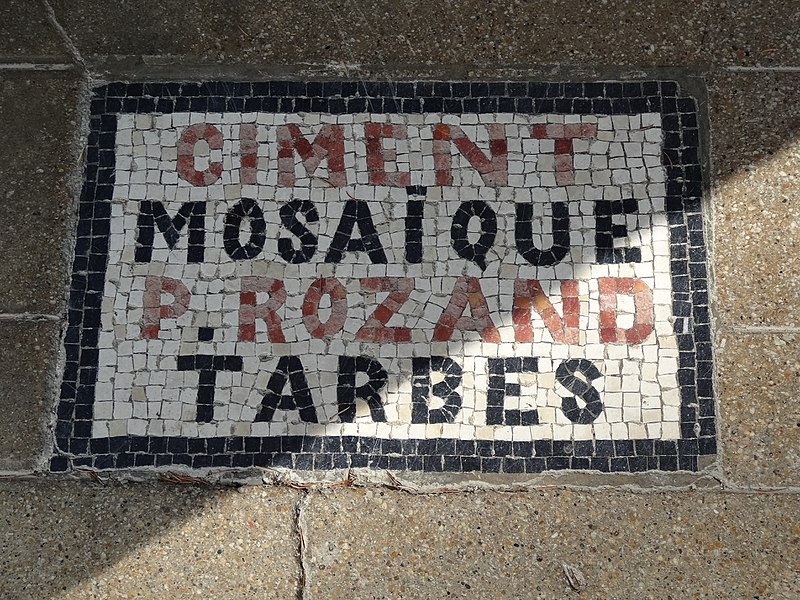 CIMENT
MOSAÏQUE
P. ROZAND
TARBES